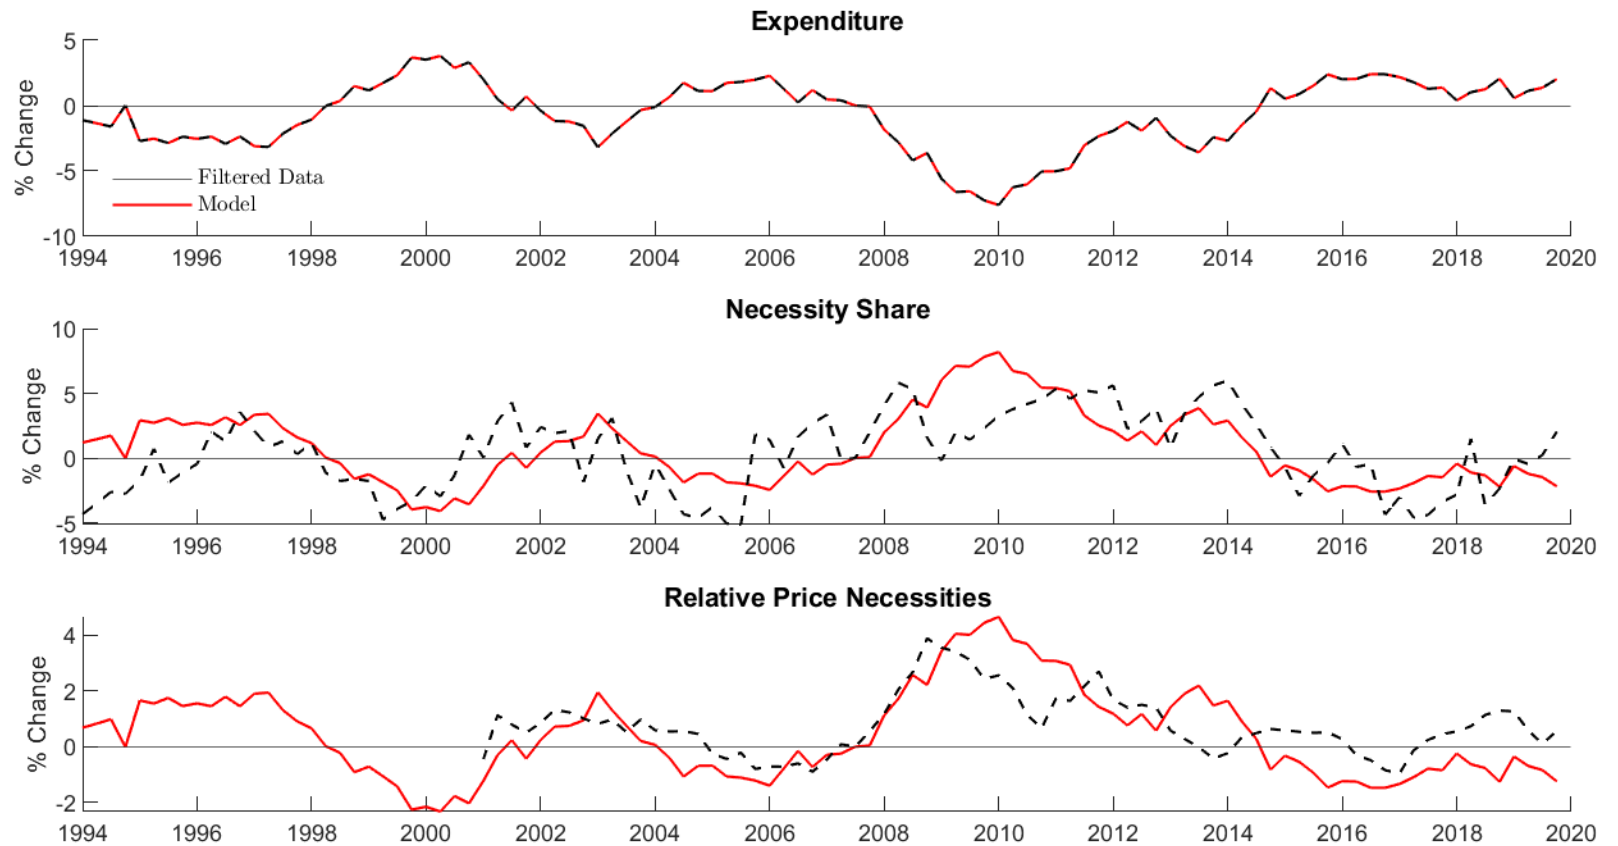 Expenditure
5
0
-5
-10
% Change
Filtered Data
Model
1994 1996 1998 2000 2002 2004 2006 2008 2010 2012 2014 2016 2018 2020
Necessity Share
10
5
0
-5
% Change
1994 1996 1998 2000 2002 2004 2006 2008 2010 2012 2014 2016 2018 2020
Relative Price Necessities
4
2
0
-2
% Change
1994 1996 1998 2000 2002 2004 2006 2008 2010 2012 2014 2016 2018 2020